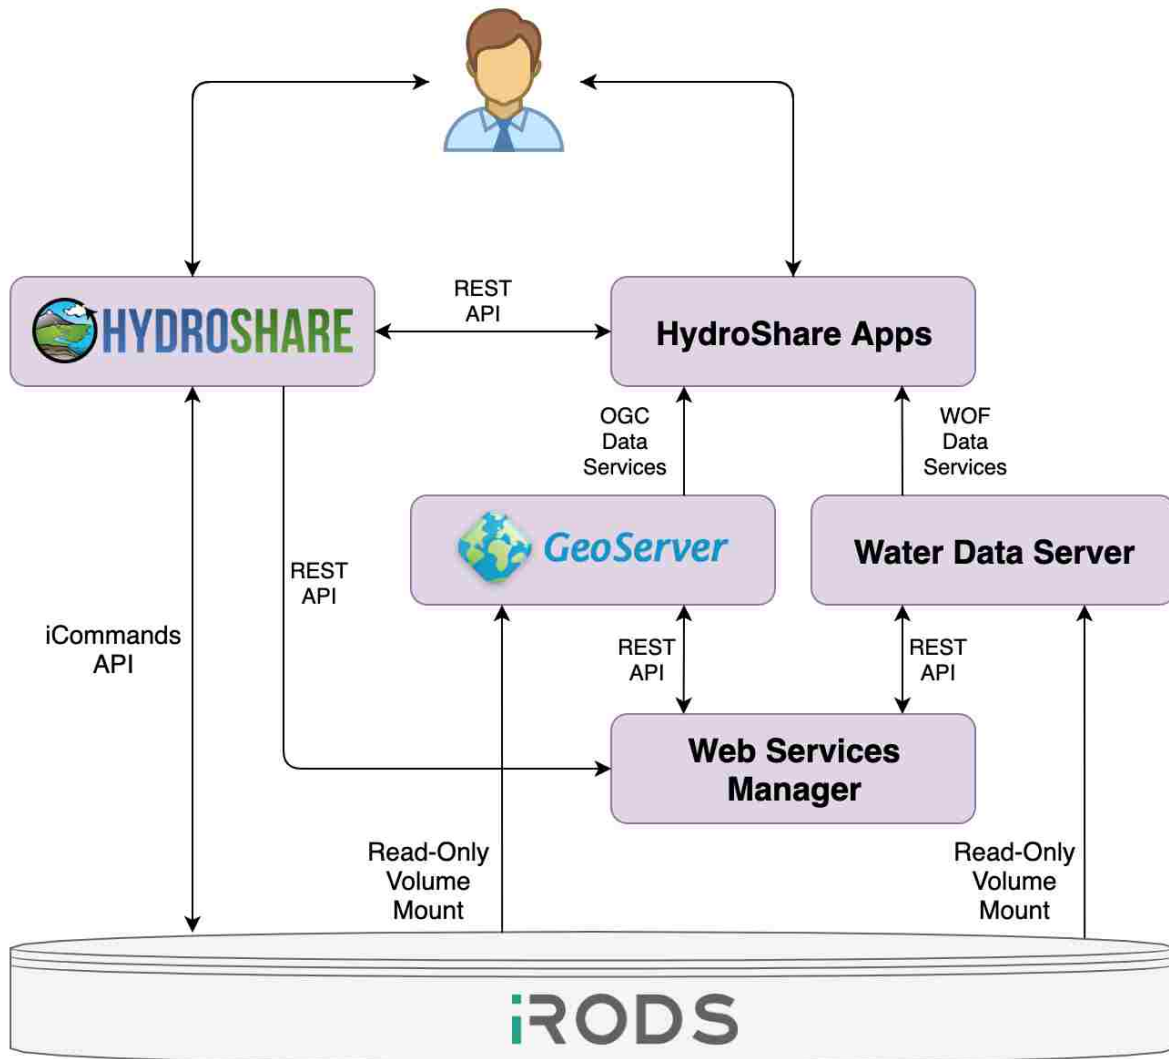 REST
API
HYDROSHARE
HydroShare Apps
OGC
Data
Services
WOF
Data
Services
GeoServer
Water Data Server
REST
API
iCommands
API
REST
API
REST
API
Web Services
Manager
Read-Only
Volume
Mount
Read-Only
Volume
Mount
iRODS